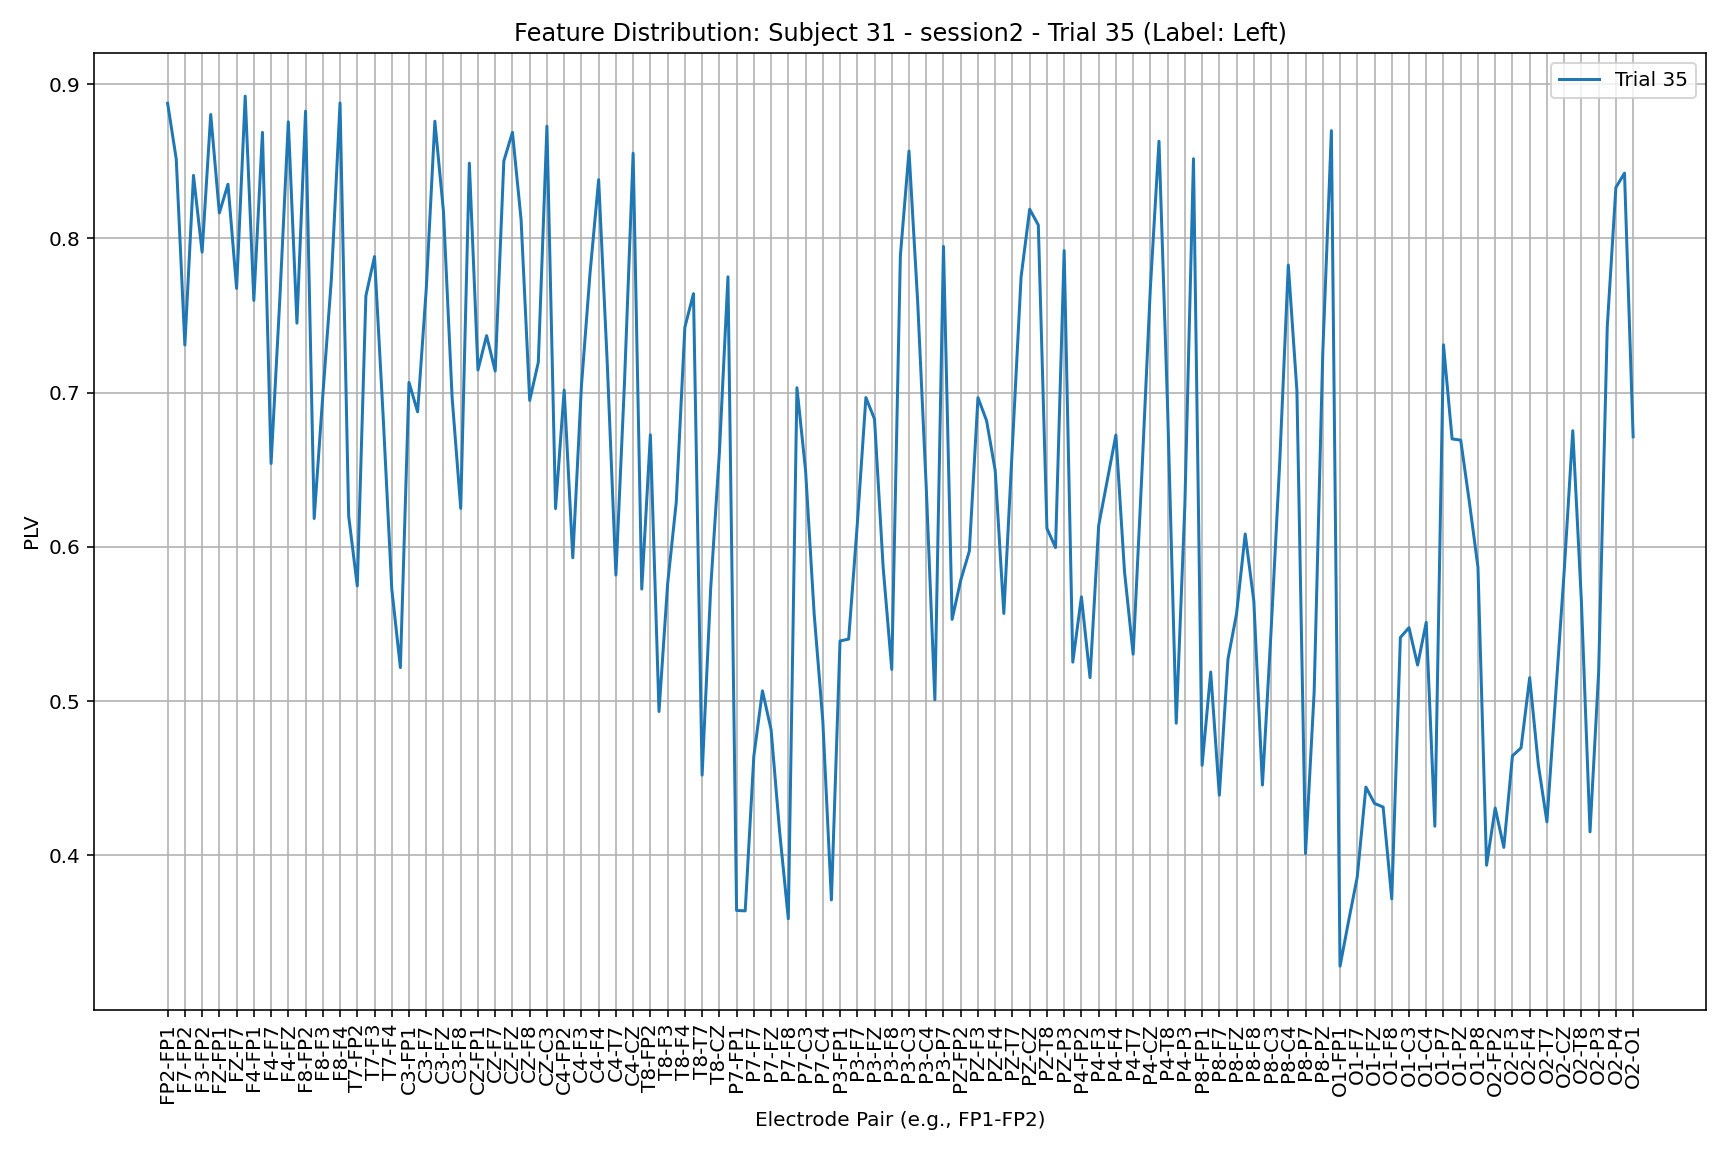 Feature Distribution: Subject 31 - session2 - Trial 35 (Label: Left)
Trial 35
PLV
0.9
0.8
0.7
0.6
0.5
0.4
FP2-FP1
F7-FP2
F3-FP2
FZ-FP1
FZ-F7
F4-FP1
F4-F7
F4-FZ
F8-FP2
F8-F3
F8-F4
T7-FP2
T7-F3
T7-F4
C3-FP1
C3-F7
C3-FZ
C3-F8
CZ-FP1
CZ-F7
CZ-FZ
CZ-F8
CZ-C3
C4-FP2
C4-F3
C4-F4
C4-T7
C4-CZ
T8-FP2
T8-F3
T8-F4
T8-T7
T8-CZ
P7-FP1
P7-F7
P7-FZ
P7-F8
P7-C3
P7-C4
P3-FP1
P3-F7
P3-FZ
P3-F8
P3-C3
P3-C4
P3-P7
PZ-FP2
PZ-F3
PZ-F4
PZ-T7
PZ-CZ
PZ-T8
PZ-P3
P4-FP2
P4-F3
P4-F4
P4-T7
P4-CZ
P4-T8
P4-P3
P8-FP1
P8-F7
P8-FZ
P8-F8
P8-C3
P8-C4
P8-P7
P8-PZ
O1-FP1
O1-F7
O1-FZ
O1-F8
O1-C3
O1-C4
O1-P7
O1-PZ
O1-P8
O2-FP2
O2-F3
O2-F4
O2-T7
O2-CZ
O2-T8
O2-P3
O2-P4
O2-O1
Electrode Pair (e.g., FP1-FP2)